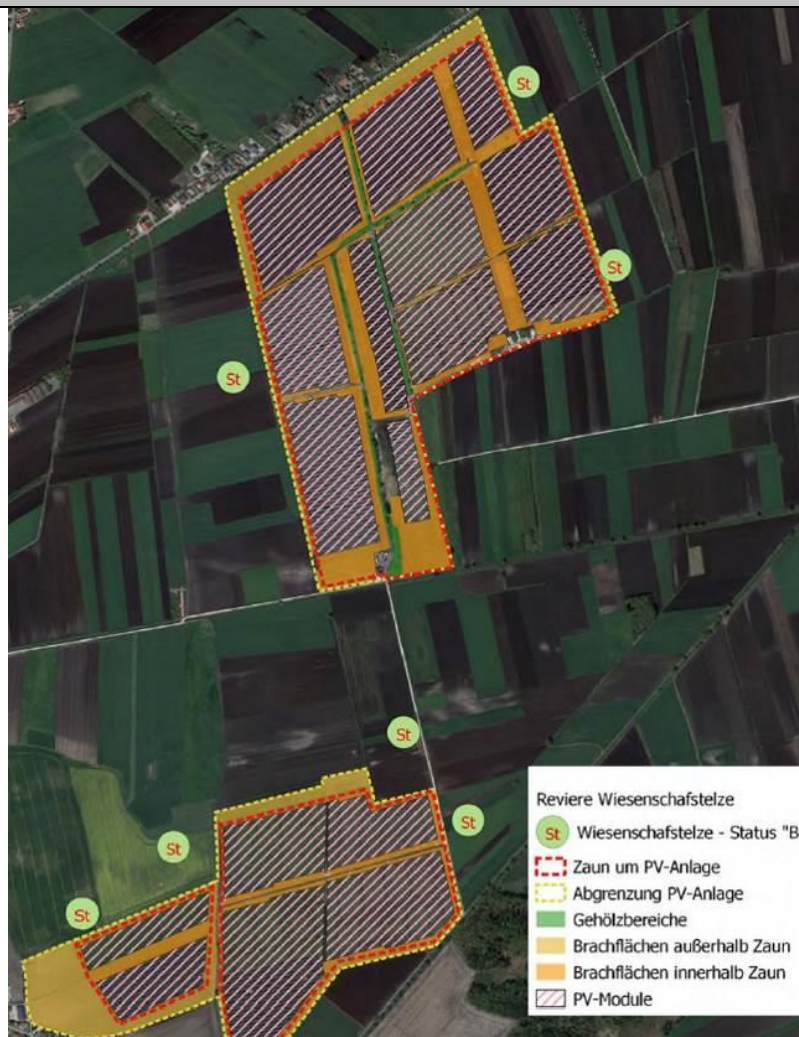 St
St
St
St
St
St
St
Reviere Wiesenschafstelze
St Wiesenschafstelze - Status "B
Zaun um PV-Anlage
Abgrenzung PV-Anlage
Gehölzbereiche
Brachflächen außerhalb Zaun
Brachflächen innerhalb Zaun
PV-Module